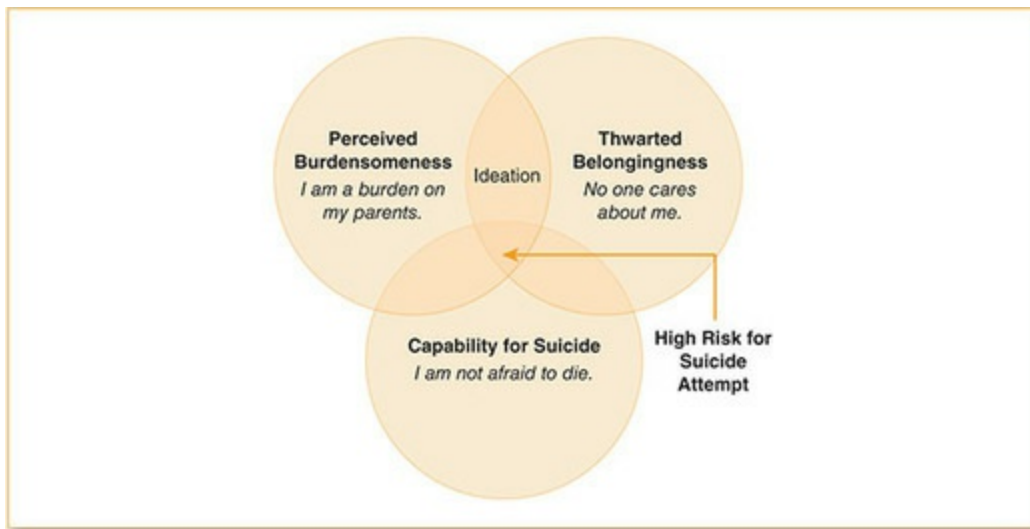 Perceived
Burdensomeness
I am a burden on
my parents.
Ideation
Thwarted
Belongingness
No one cares
about me.
Capability for Suicide
I am not afraid to die.
High Risk for
Suicide
Attempt